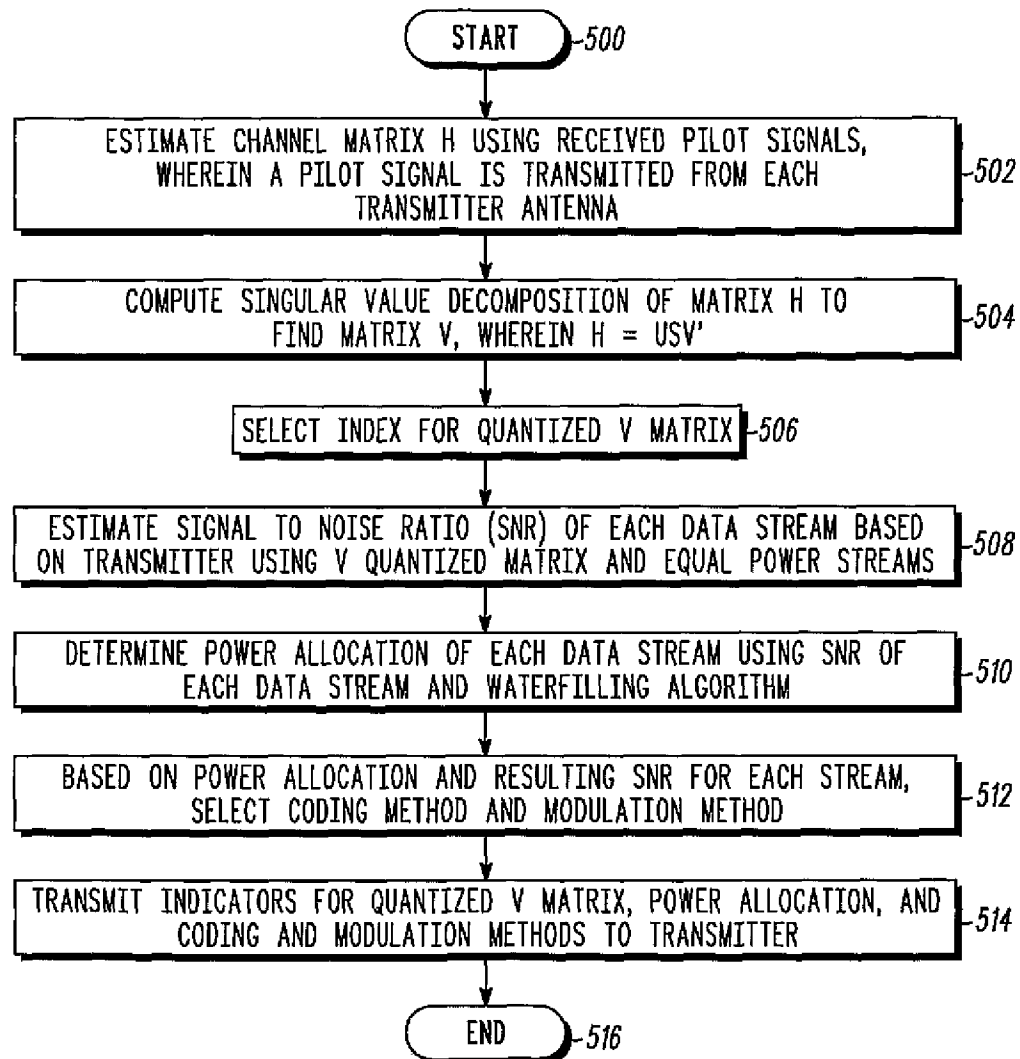 START 500
ESTIMATE CHANNEL MATRIX H USING RECEIVED PILOT SIGNALS,
WHEREIN A PILOT SIGNAL IS TRANSMITTED FROM EACH
TRANSMITTER ANTENNA
502
COMPUTE SINGULAR VALUE DECOMPOSITION OF MATRIX H TO
FIND MATRIX V, WHEREIN H = USV'
504
SELECT INDEX FOR QUANTIZED V MATRIX 506
ESTIMATE SIGNAL TO NOISE RATIO (SNR) OF EACH DATA STREAM BASED
ON TRANSMITTER USING V QUANTIZED MATRIX AND EQUAL POWER STREAMS
508
DETERMINE POWER ALLOCATION OF EACH DATA STREAM USING SNR OF
EACH DATA STREAM AND WATERFILLING ALGORITHM
510
BASED ON POWER ALLOCATION AND RESULTING SNR FOR EACH STREAM,
SELECT CODING METHOD AND MODULATION METHOD
512
TRANSMIT INDICATORS FOR QUANTIZED V MATRIX, POWER ALLOCATION, AND
CODING AND MODULATION METHODS TO TRANSMITTER
514
END 516